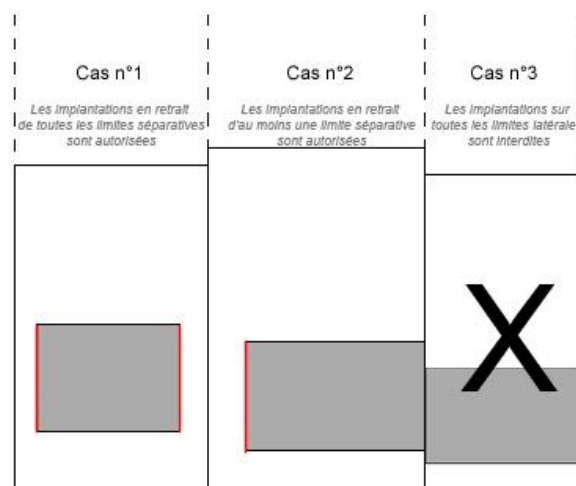 Cas n°1
Les implantations en retrait
de toutes les limites séparatives
sont autorisées
Cas n°2
Les implantations en retrait
d'au moins une limite séparative
sont autorisées
Cas n°3
Les implantations sur
toutes les limites latérale
sont interdites
X